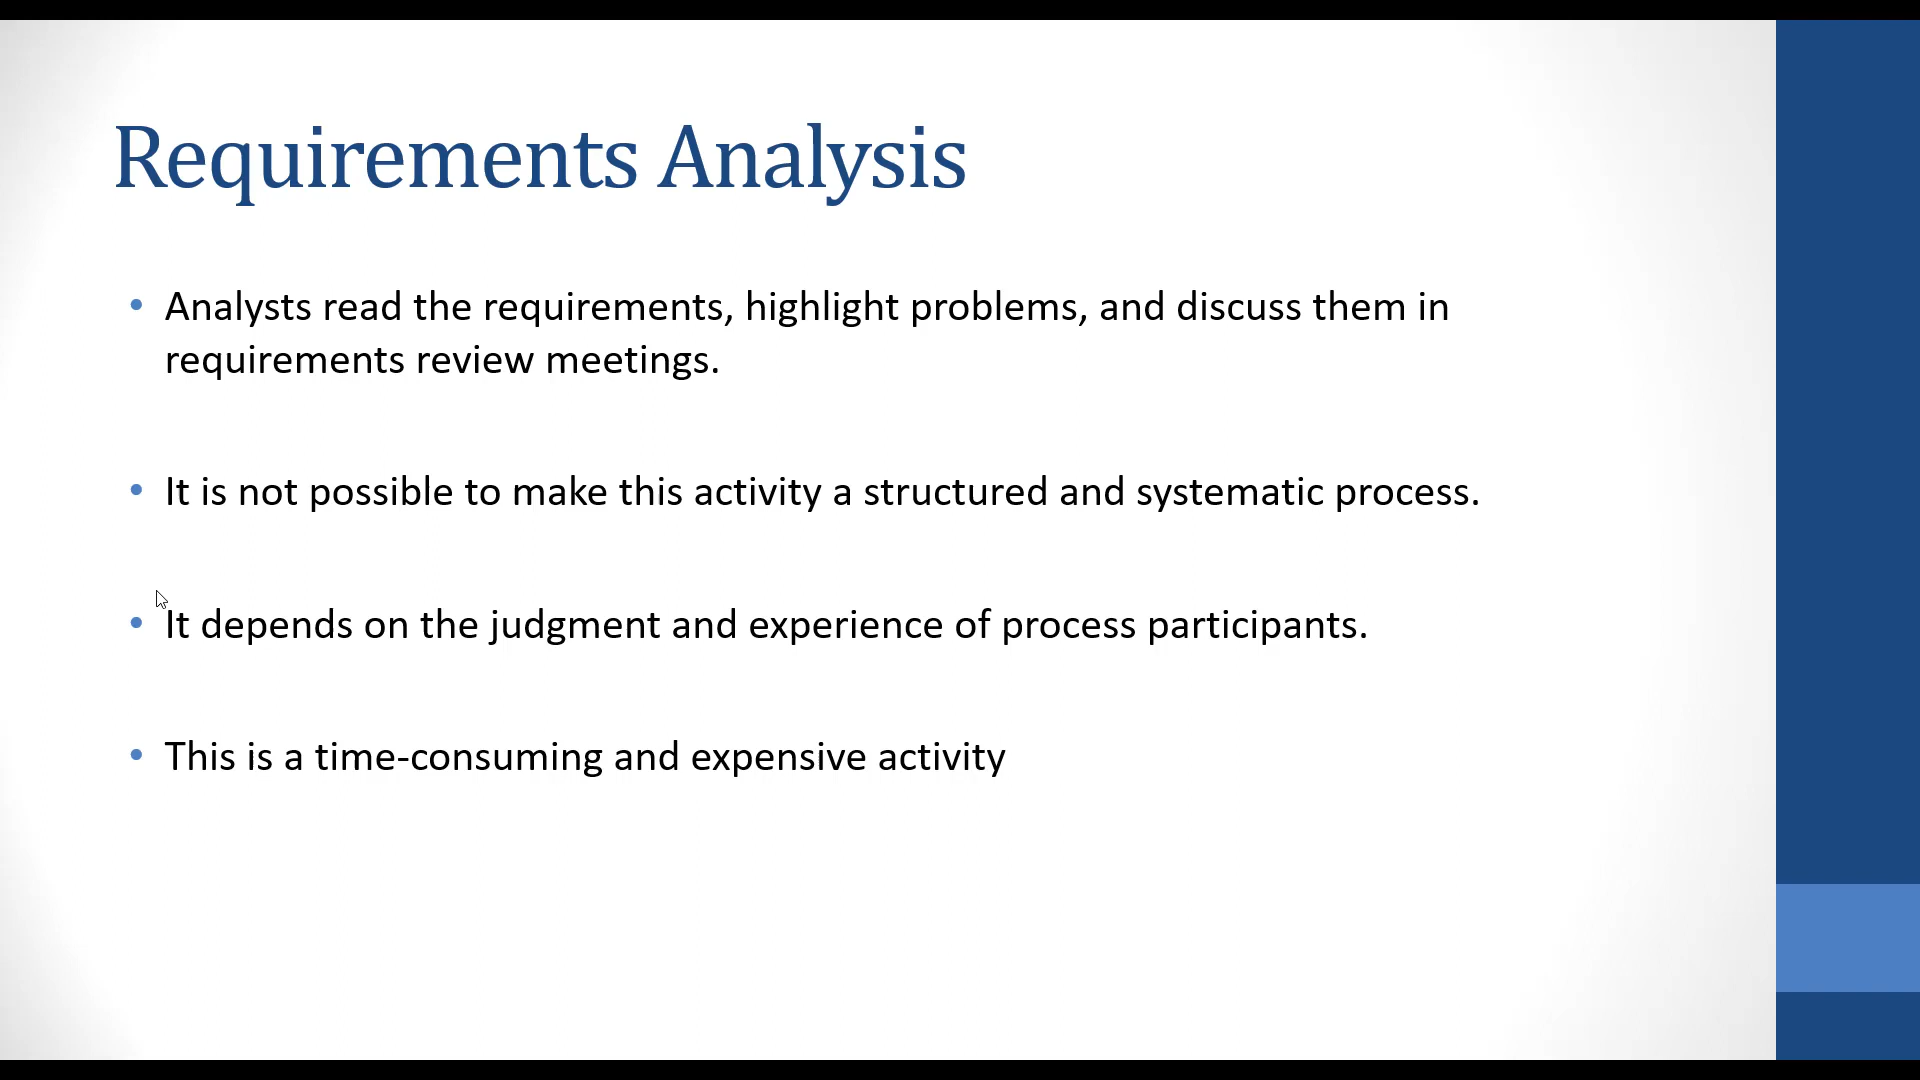 Requirements Analysis
• Analysts read the requirements, highlight problems, and discuss them in
requirements review meetings.
• It is not possible to make this activity a structured and systematic process.
• It depends on the judgment and experience of process participants.
• This is a time-consuming and expensive activity